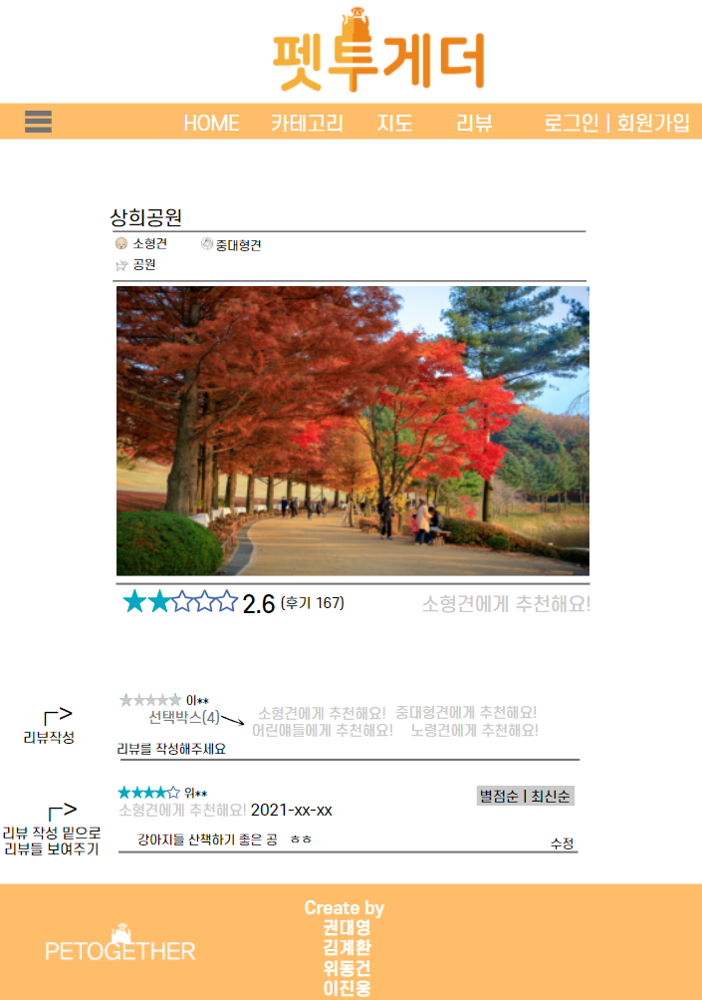 펫투게더
HOME 카테고리 지도 리뷰 로그인 | 회원가입
상희공원
소형견 중대형견
공원
2.6 (후기 167) 소형견에게 추천해요!
이**
선택박스(4) 소형견에게 추천해요! 중대형견에게 추천해요!
어린얘들에게 추천해요! 노령견에게 추천해요!
리뷰작성
리뷰를 작성해주세요
위** 별점순 | 최신순
소형견에게 추천해요! 2021-xx-xx
리뷰 작성 밑으로
리뷰들 보여주기
강아지들 산책하기 좋은 공 ㅎㅎ 수정
Create by
권대영
김계환
위동건
이진웅
PETOGETHER